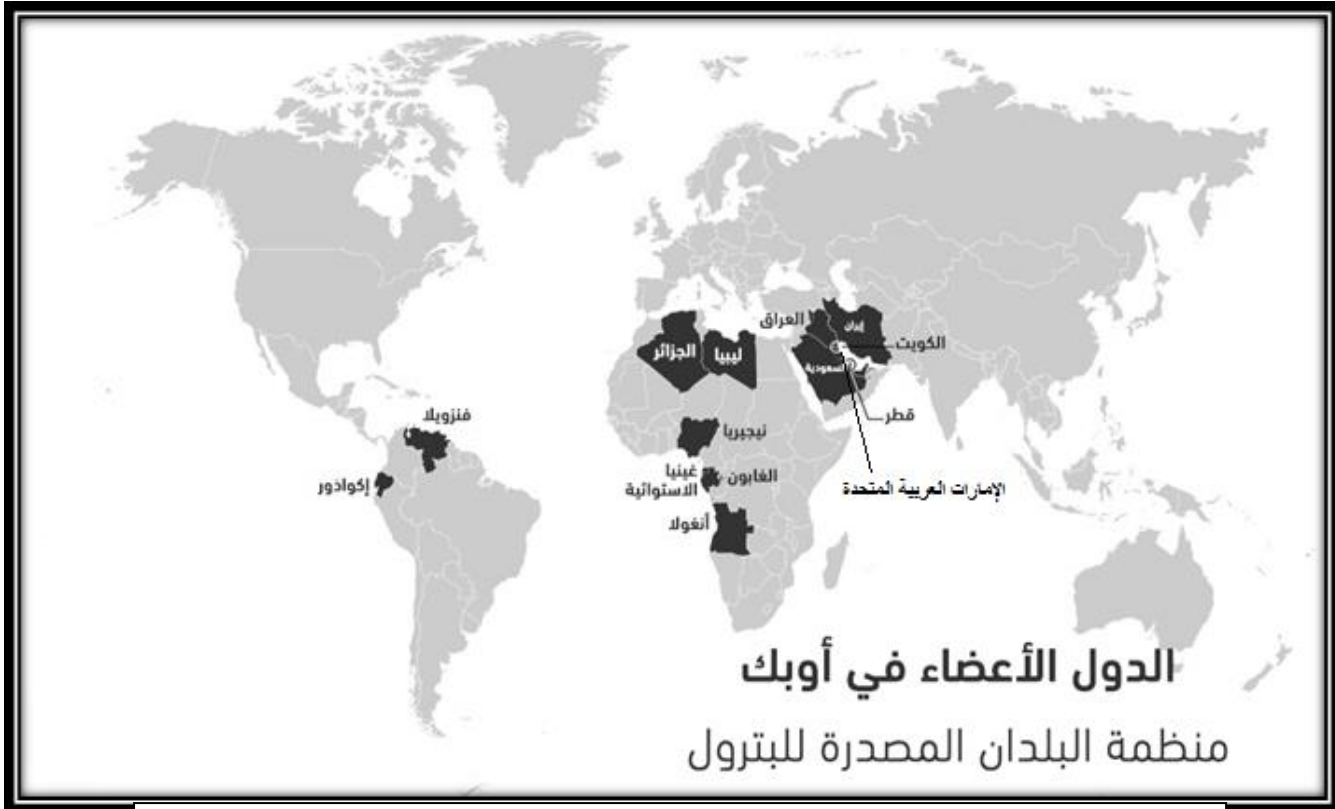 العراق
إيران
الكويت
الجزائر
ليبيا
السعودية
قطر
فنزويلا
نيجيريا
إكوادور
غينيا
الاستوائية
الغابون
الإمارات العربية المتحدة
أنغولا
الدول الأعضاء في أوبك
منظمة البلدان المصدرة للبترول